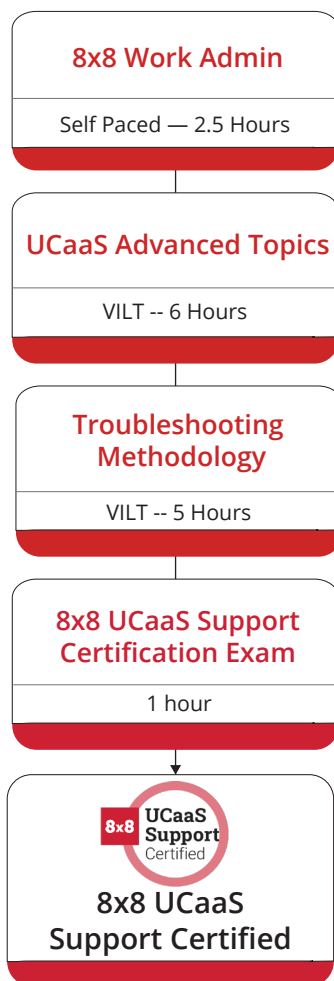 8x8 Work Admin
Self Paced — 2.5 Hours
UCaaS Advanced Topics
VILT -- 6 Hours
Troubleshooting
Methodology
VILT -- 5 Hours
8x8 UCaaS Support
Certification Exam
1 hour
8x8
UCaaS
Support
Certified
8x8 UCaaS
Support Certified